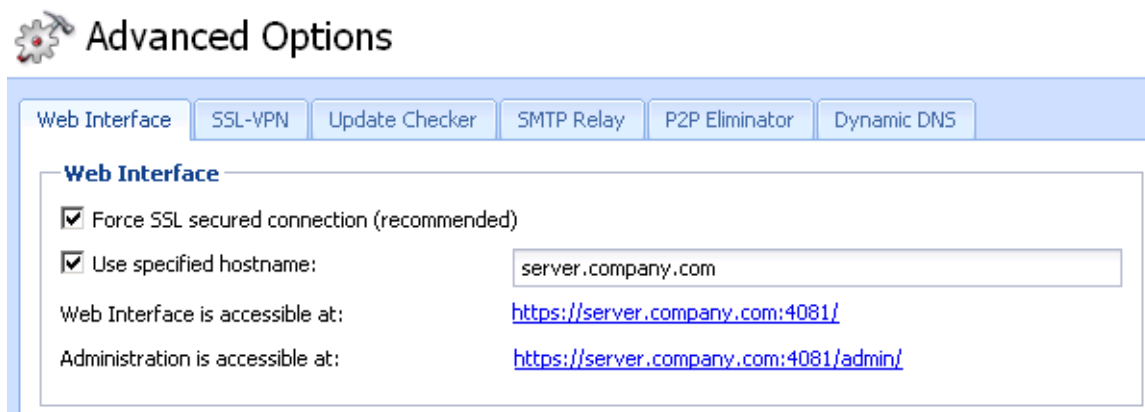 Advanced Options
Web Interface SSL-VPN Update Checker SMTP Relay P2P Eliminator Dynamic DNS
Web Interface
Force SSL secured connection (recommended)
Use specified hostname: server.company.com
Web Interface is accessible at: https://server.company.com:4081/
Administration is accessible at: https://server.company.com:4081/admin/